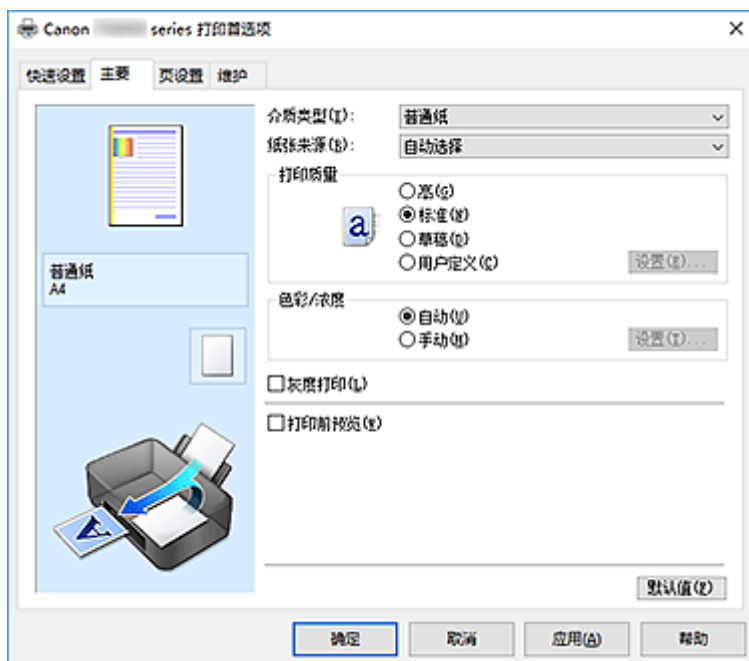 Canon series 打印首选项
快速设置 主要 页设置 维护
介质类型(I): 普通纸
纸张来源(B): 自动选择
打印质量
高(G)
a 标准(N)
草稿(D)
用户定义(C) 设置(E)...
普通纸
A4
色彩/浓度
自动(U)
手动(M) 设置(T)...
灰度打印(L)
打印前预览(V)
A
默认值(F)
确定 取消 应用(A) 帮助